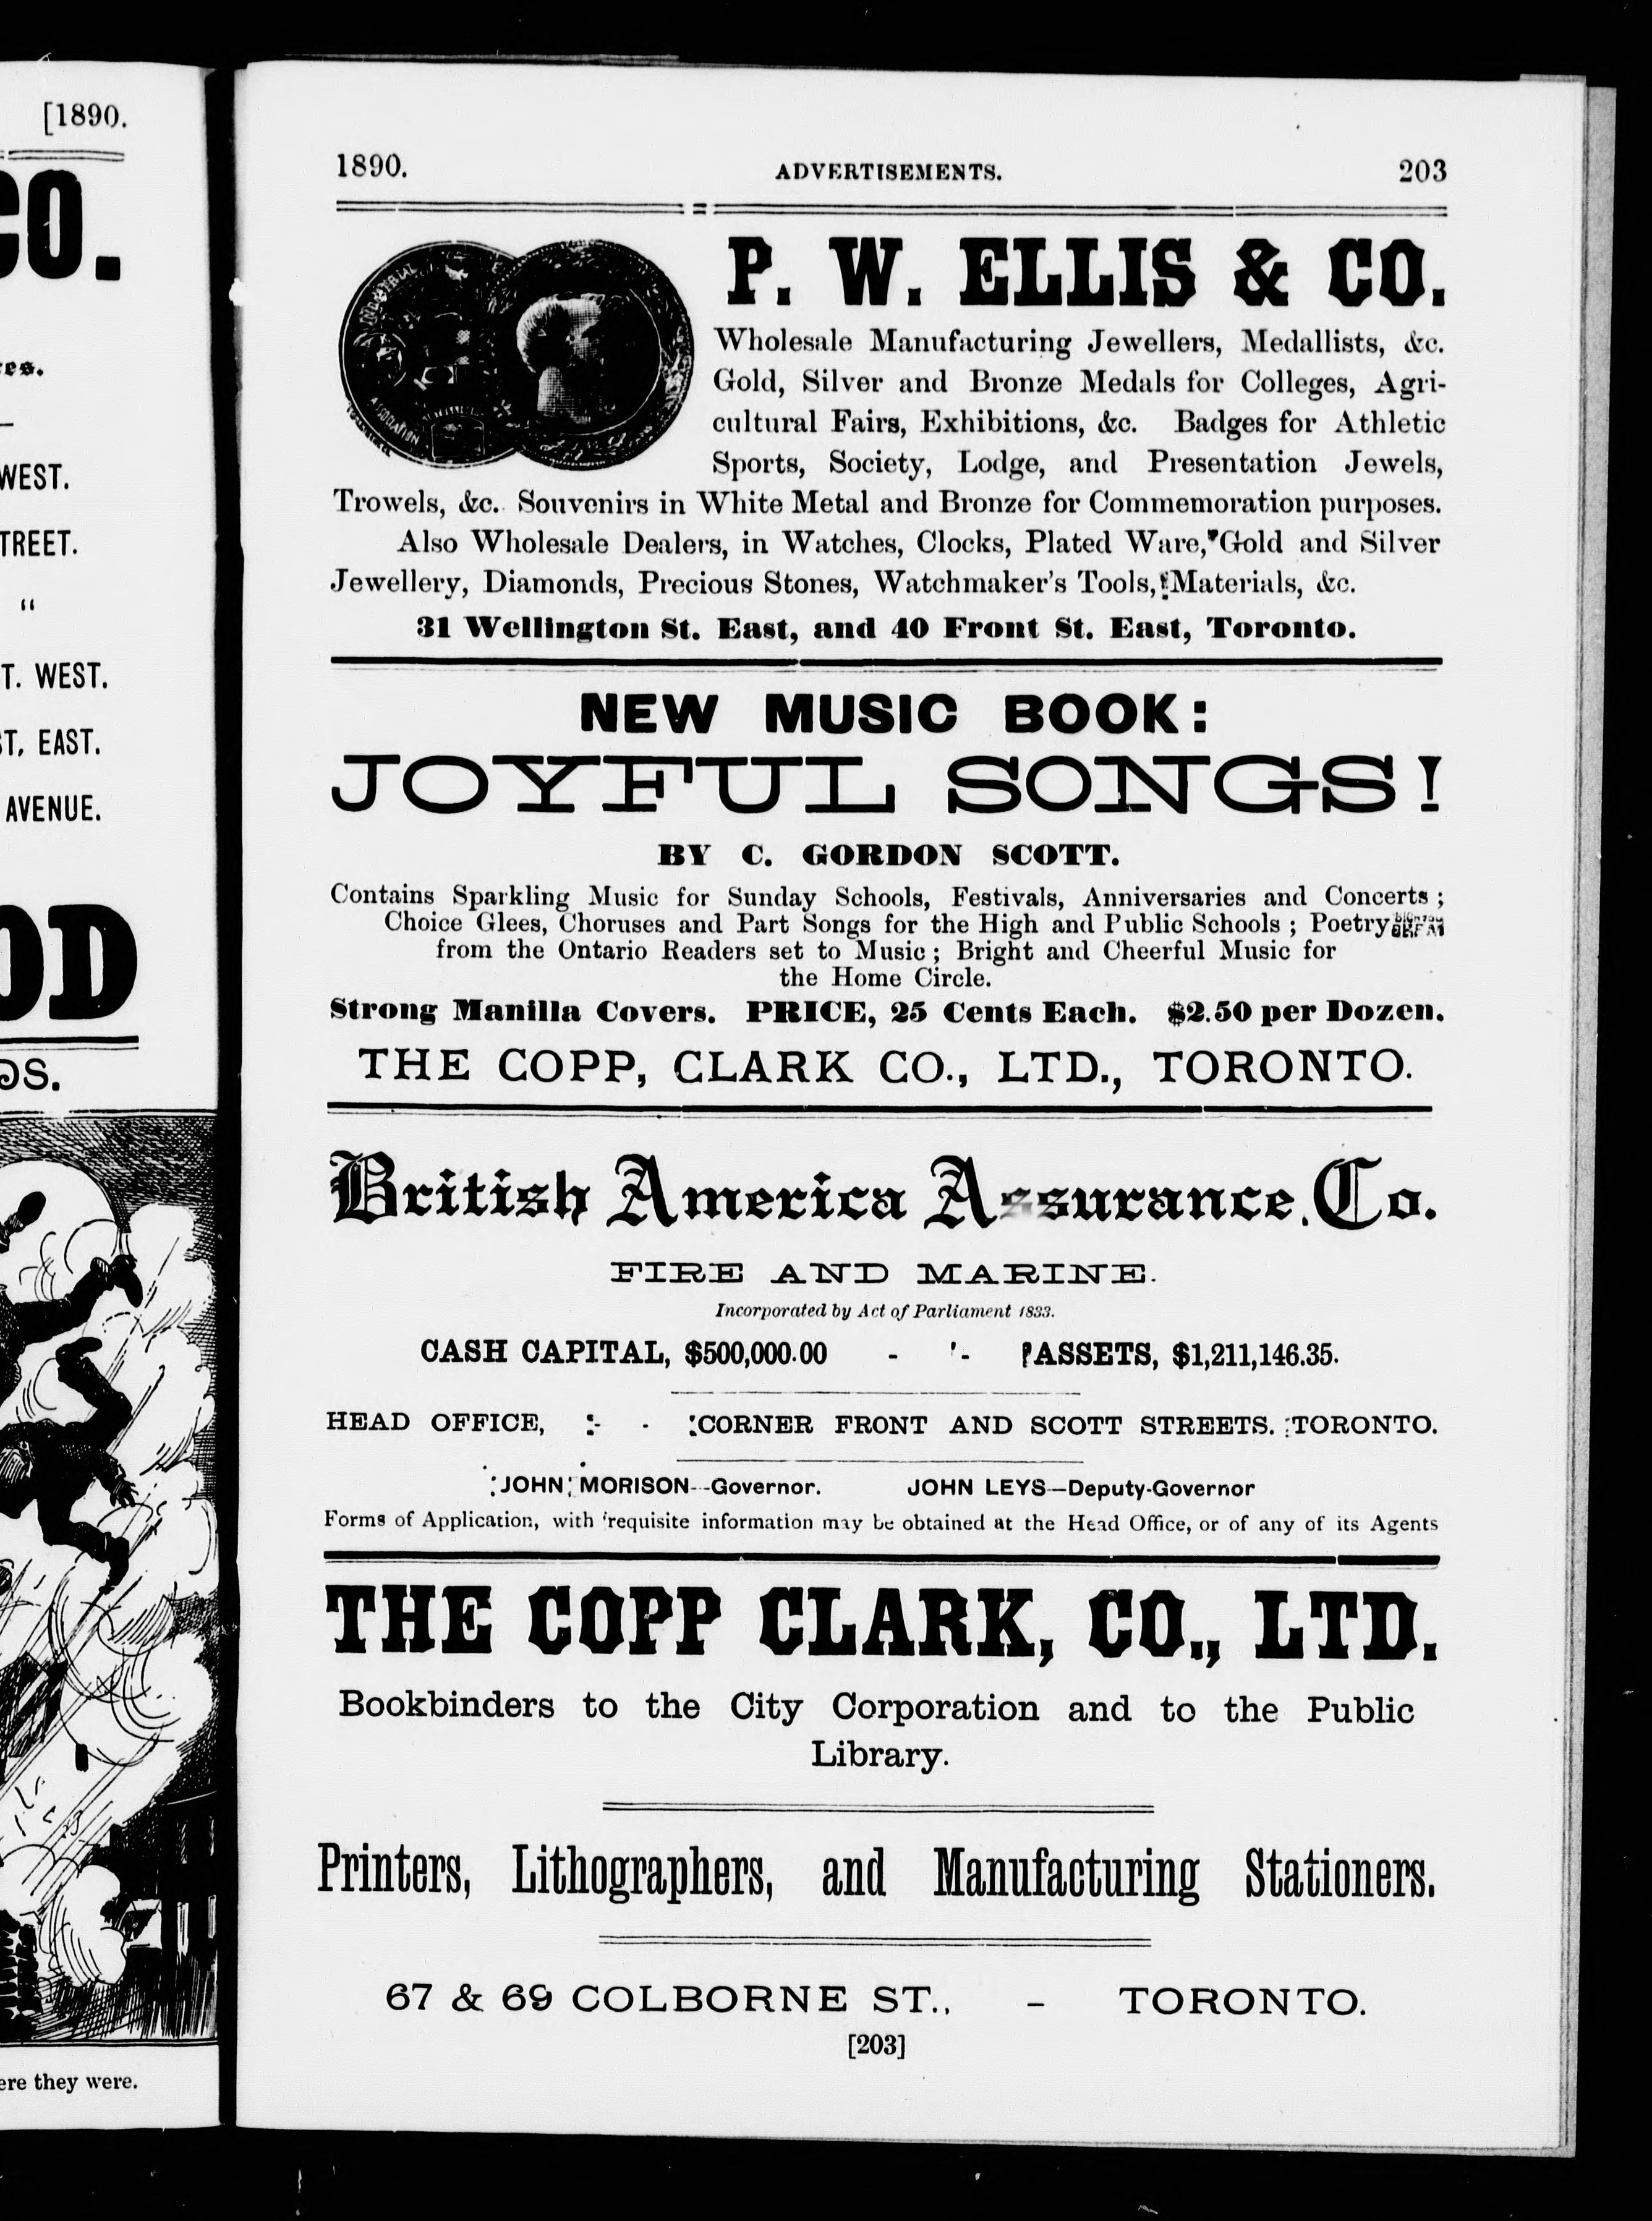 [1890.
CO.
WEST.
"
T. WEST.
EAST.
AVENUE.
ere they were.
1890.
ADVERTISEMENTS.
203
INDUSTRIAL
ASSOCIATION
P. W. ELLIS & CO.
Wholesale Manufacturing Jewellers, Medallists, &c.
Gold, Silver and Bronze Medals for Colleges, Agri-
cultural Fairs, Exhibitions, &c. Badges for Athletic
Sports, Society, Lodge, and Presentation Jewels,
Trowels, &c. Souvenirs in White Metal and Bronze for Commemoration purposes.
Also Wholesale Dealers, in Watches, Clocks, Plated Ware, Gold and Silver
Jewellery, Diamonds, Precious Stones, Watchmaker's Tools, Materials, &c.
31 Wellington St. East, and 40 Front St. East, Toronto.
NEW MUSIC BOOK:
JOYFUL SONGS!
BY C. GORDON SCOTT.
Contains Sparkling Music for Sunday Schools, Festivals, Anniversaries and Concerts ;
Choice Glees, Choruses and Part Songs for the High and Public Schools ; Poetry
from the Ontario Readers set to Music ; Bright and Cheerful Music for
the Home Circle.
Strong Manilla Covers. PRICE, 25 Cents Each. $2.50 per Dozen.
THE COPP, CLARK CO., LTD., TORONTO.
British America Assurance Co.
FIRE AND MARINE.
Incorporated by Act of Parliament 1833.
CASH CAPITAL, $500,000.00 - - ASSETS, $1,211,146.35.
HEAD OFFICE, - - CORNER FRONT AND SCOTT STREETS. TORONTO.
JOHN MORISON--Governor. JOHN LEYS—Deputy-Governor
Forms of Application, with requisite information may be obtained at the Head Office, or of any of its Agents
THE COPP CLARK, CO., LTD.
Bookbinders to the City Corporation and to the Public
Library.
Printers, Lithographers, and Manufacturing Stationers.
67 & 69 COLBORNE ST., - TORONTO.
[203]